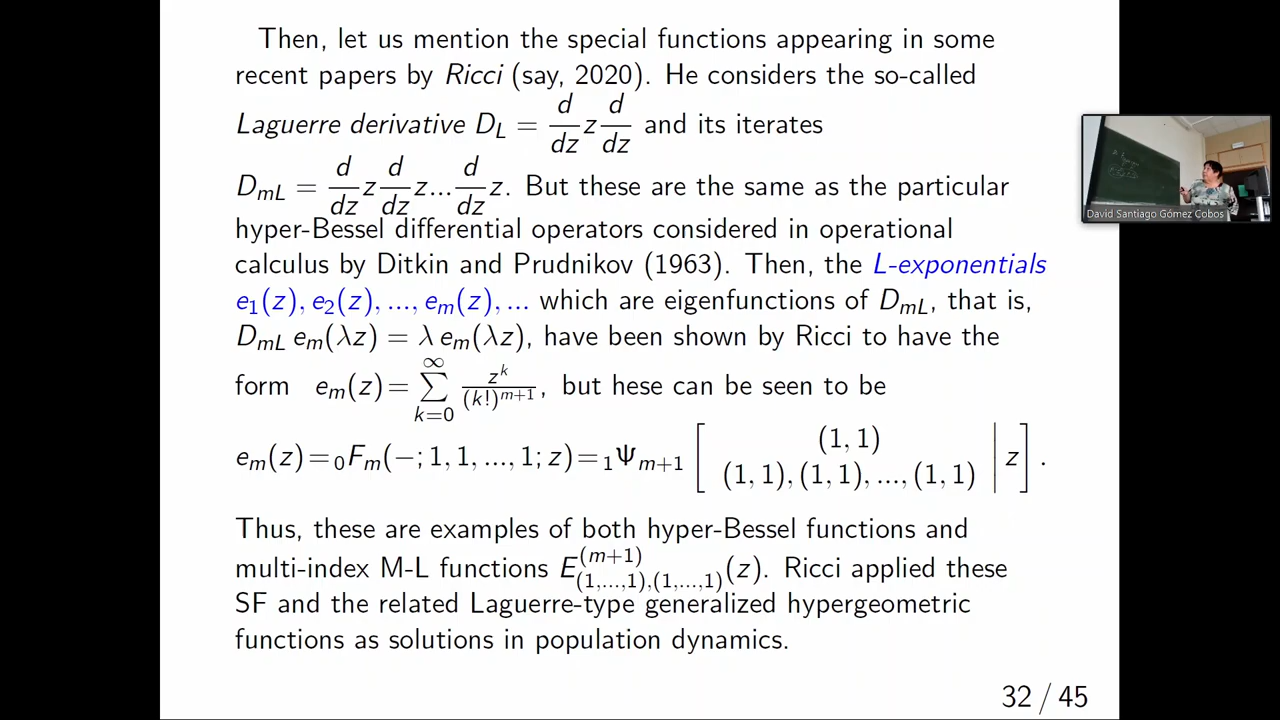 Then, let us mention the special functions appearing in some
recent papers by Ricci (say, 2020). He considers the so-called
Laguerre derivative D_L = d/dz z d/dz and its iterates
D_{mL} = d/dz z d/dz z... d/dz z. But these are the same as the particular
hyper-Bessel differential operators considered in operational
calculus by Ditkin and Prudnikov (1963). Then, the L-exponentials
e_1(z), e_2(z), ..., e_m(z), ... which are eigenfunctions of D_{mL}, that is,
D_{mL} e_m(λz) = λ e_m(λz), have been shown by Ricci to have the
form e_m(z) = ∑_{k=0}^{∞} z^k/(k!)^{m+1}, but hese can be seen to be
e_m(z) = _0F_m(−; 1, 1, ..., 1; z) = _1Ψ_{m+1} [ (1, 1) (1, 1), (1, 1), ..., (1, 1) | z ] .
Thus, these are examples of both hyper-Bessel functions and
multi-index M-L functions E^{(m+1)}_{(1,...,1),(1,...,1)}(z). Ricci applied these
SF and the related Laguerre-type generalized hypergeometric
functions as solutions in population dynamics.
32 / 45
David Santiago Gómez Cobos